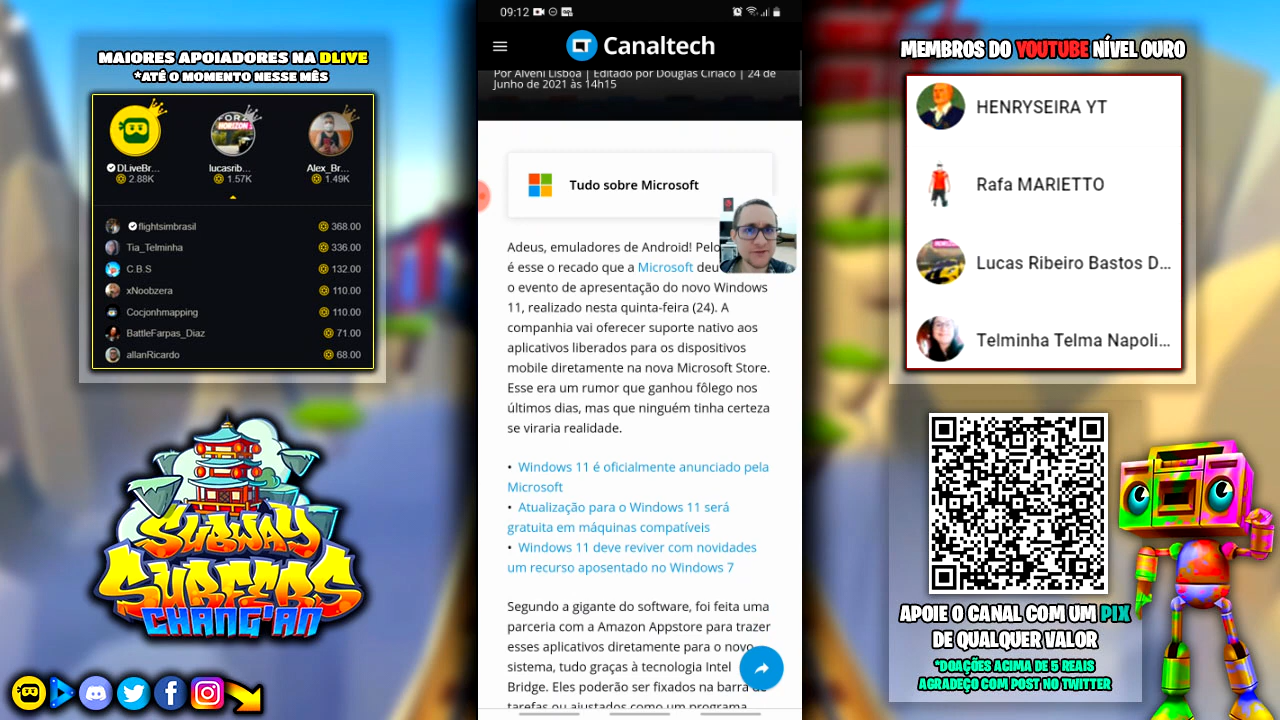 MAIORES APOIADORES NA DLIVE
*ATÉ O MOMENTO NESSE MÊS
DLiveBr...
2.88K
lucasrib...
1.57K
Alex_Br...
1.49K
flightsimbrasil 368.00
Tia_Telminha 336.00
C.B.S 132.00
xNoobzera 110.00
Cocjonhmapping 110.00
BattleFarpas_Diaz 71.00
allanRicardo 68.00
SUBWAY
SURFERS
CHANG'AN
09:12
Canaltech
Por Alveni Lisboa | Editado por Douglas Ciriaco | 24 de
Junho de 2021 às 14h15
Tudo sobre Microsoft
Adeus, emuladores de Android! Pelo
é esse o recado que a Microsoft deu
o evento de apresentação do novo Windows
11, realizado nesta quinta-feira (24). A
companhia vai oferecer suporte nativo aos
aplicativos liberados para os dispositivos
mobile diretamente na nova Microsoft Store.
Esse era um rumor que ganhou fôlego nos
últimos dias, mas que ninguém tinha certeza
se viraria realidade.
• Windows 11 é oficialmente anunciado pela
Microsoft
• Atualização para o Windows 11 será
gratuita em máquinas compatíveis
• Windows 11 deve reviver com novidades
um recurso aposentado no Windows 7
Segundo a gigante do software, foi feita uma
parceria com a Amazon Appstore para trazer
esses aplicativos diretamente para o novo
sistema, tudo graças à tecnologia Intel
Bridge. Eles poderão ser fixados na barra de
tarefas ou ajustados como um programa
MEMBROS DO YOUTUBE NÍVEL OURO
HENRYSEIRA YT
Rafa MARIETTO
Lucas Ribeiro Bastos D...
Telminha Telma Napoli...
APOIE O CANAL COM UM PIX
DE QUALQUER VALOR
*DOAÇÕES ACIMA DE 5 REAIS
AGRADEÇO COM POST NO TWITTER